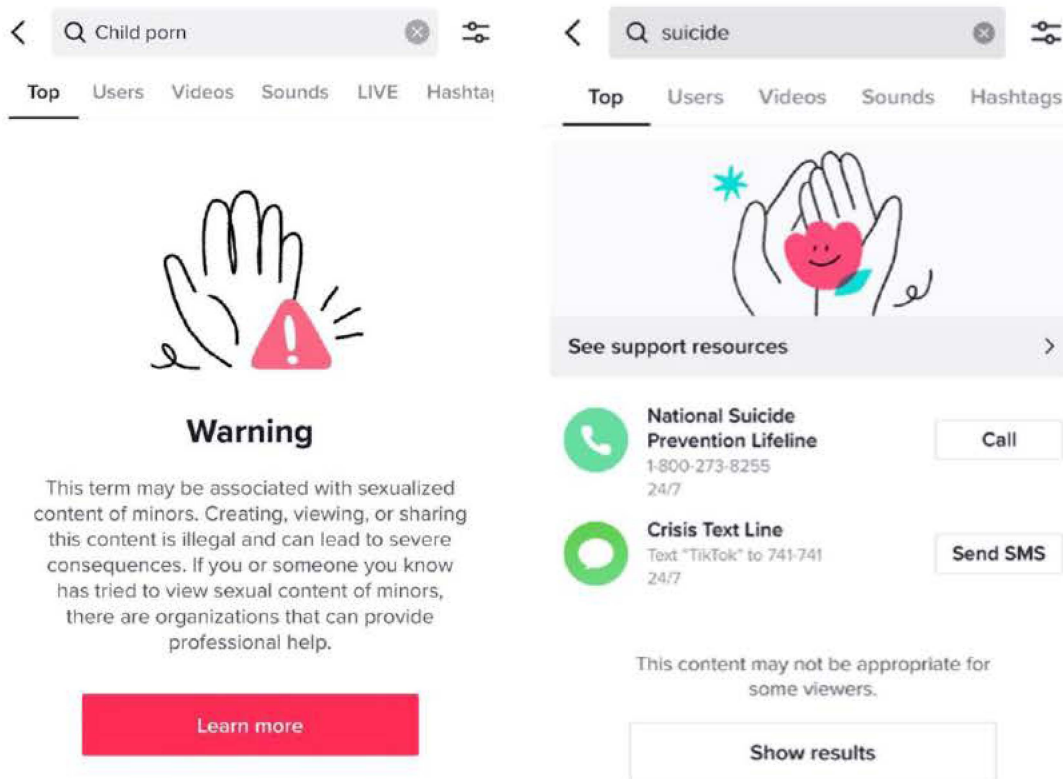 Child porn
Top Users Videos Sounds LIVE Hashta
Warning
This term may be associated with sexualized
content of minors. Creating, viewing, or sharing
this content is illegal and can lead to severe
consequences. If you or someone you know
has tried to view sexual content of minors,
there are organizations that can provide
professional help.
Learn more
suicide
Top Users Videos Sounds Hashtags
See support resources
National Suicide
Prevention Lifeline
1-800-273-8255
24/7
Call
Crisis Text Line
Text "TikTok" to 741-741
24/7
Send SMS
This content may not be appropriate for
some viewers.
Show results